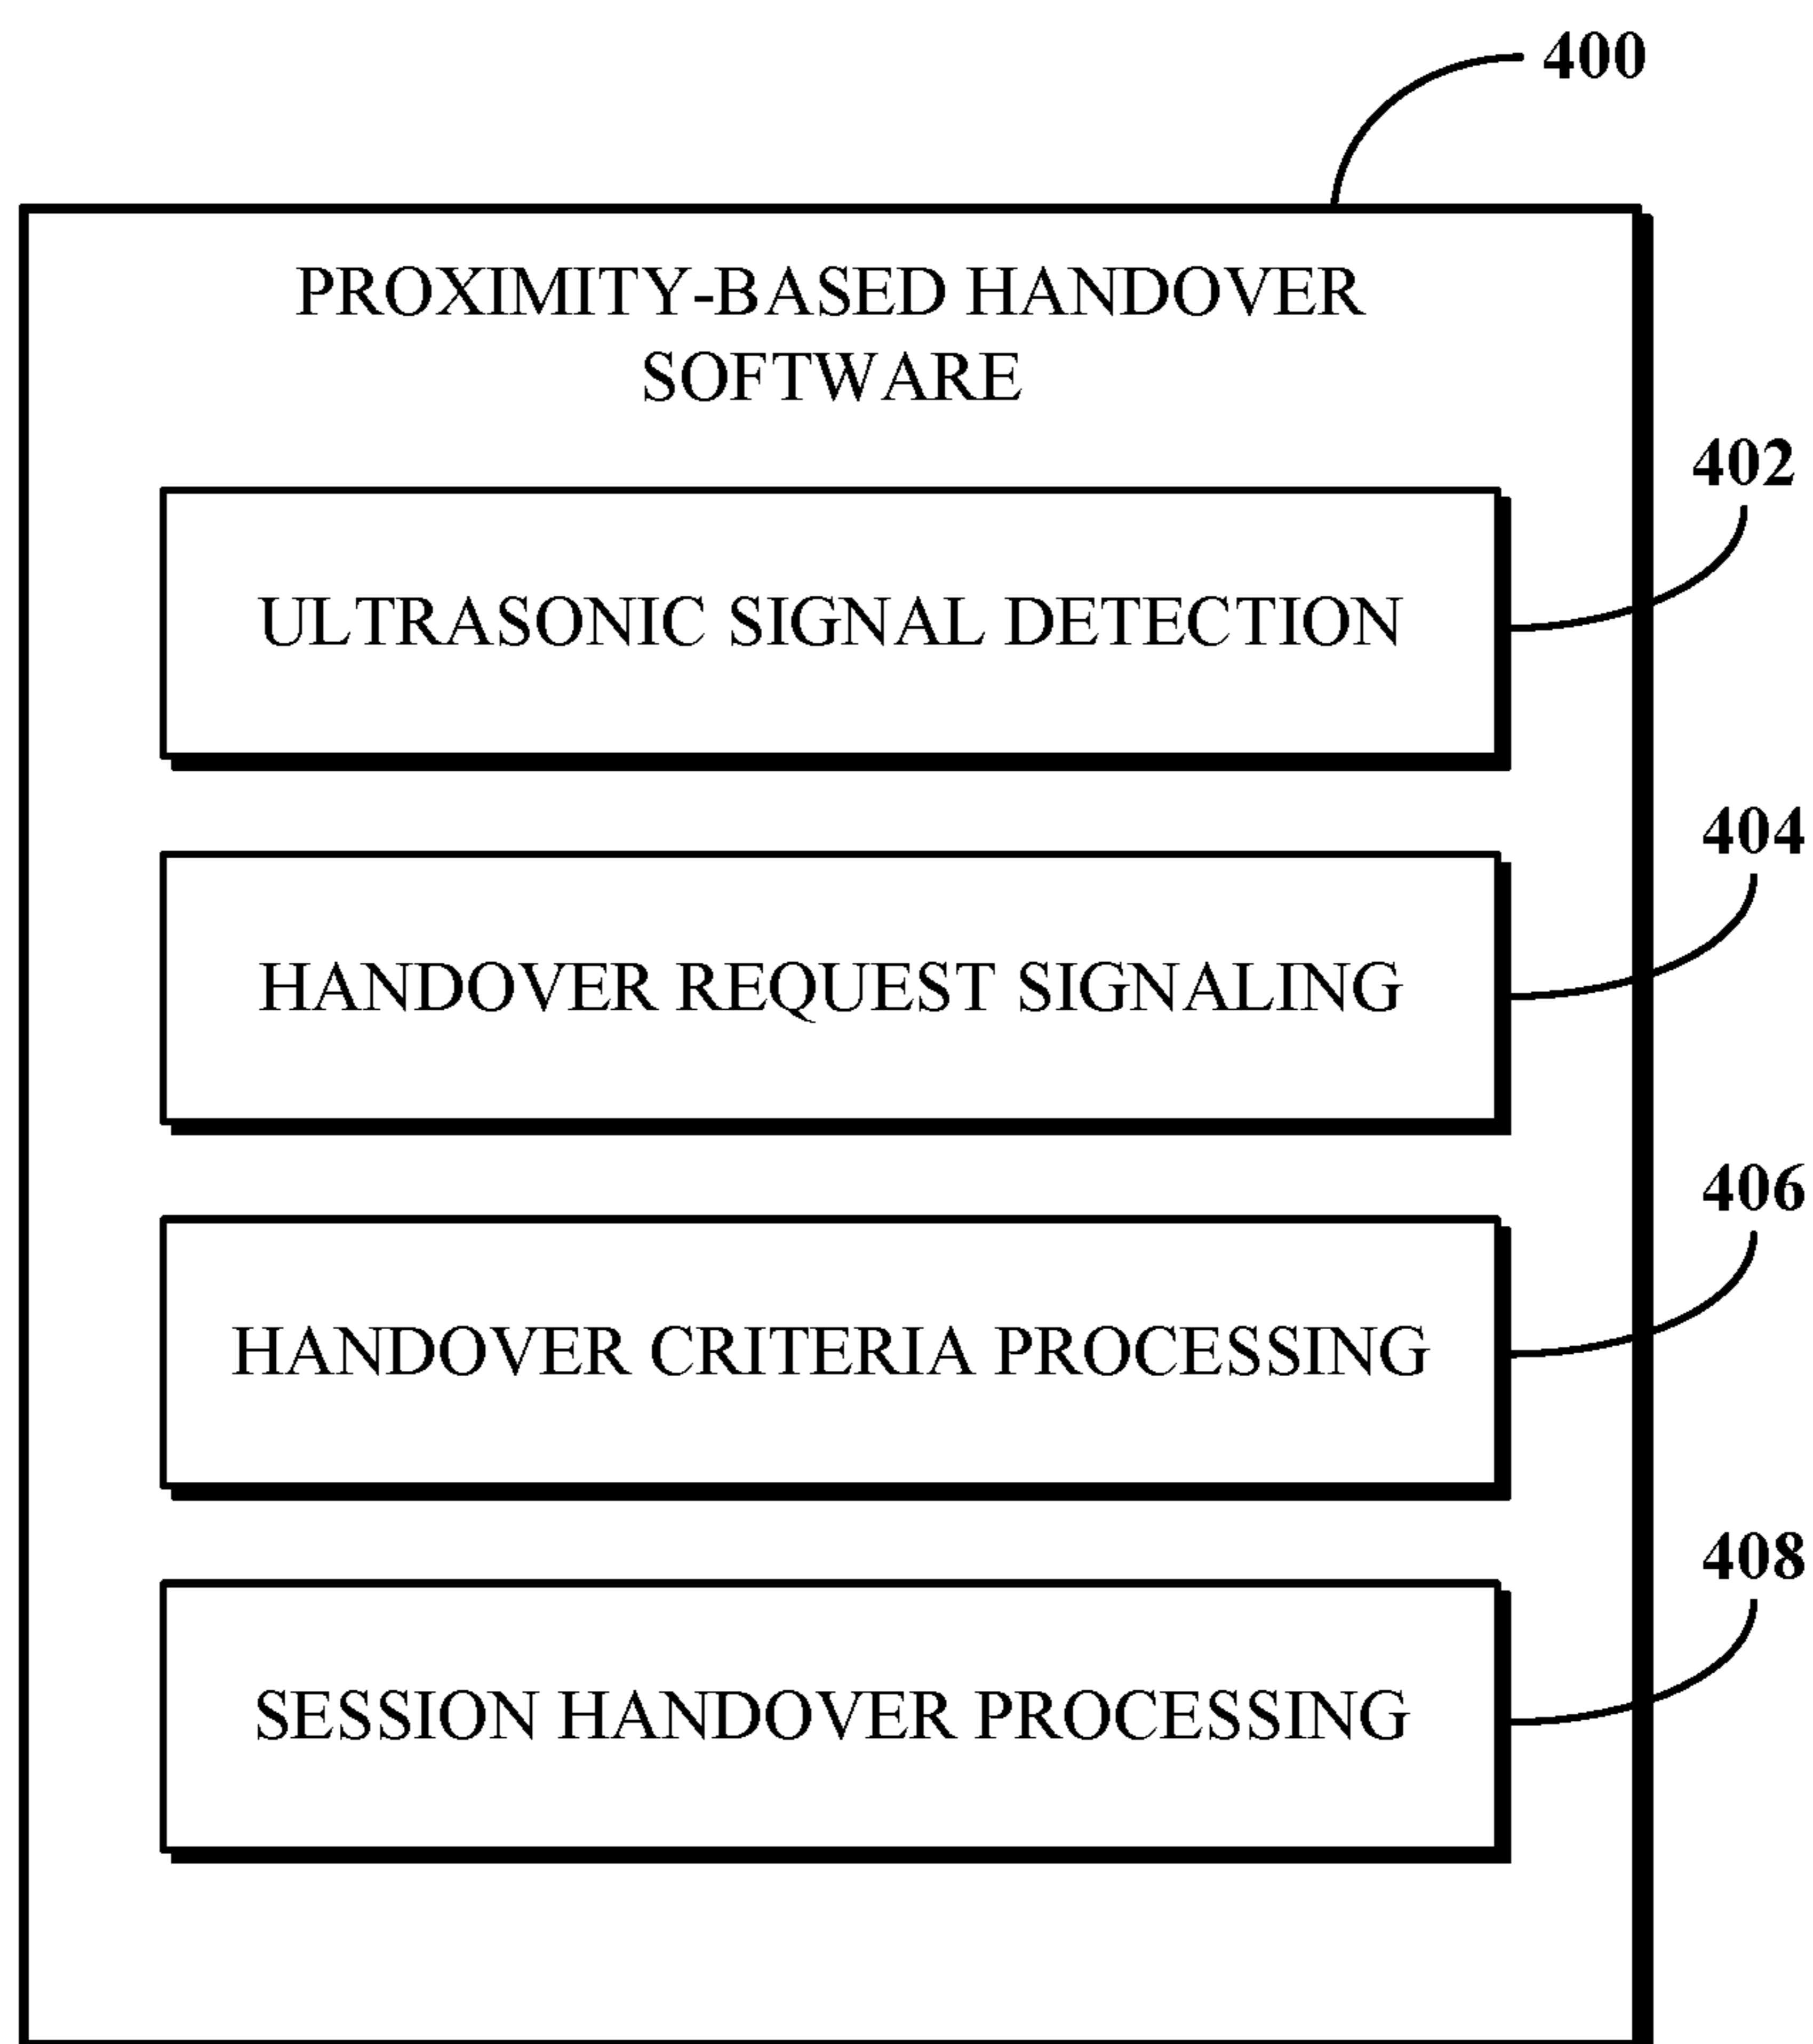 400
PROXIMITY-BASED HANDOVER
SOFTWARE
402
ULTRASONIC SIGNAL DETECTION
404
HANDOVER REQUEST SIGNALING
406
HANDOVER CRITERIA PROCESSING
408
SESSION HANDOVER PROCESSING